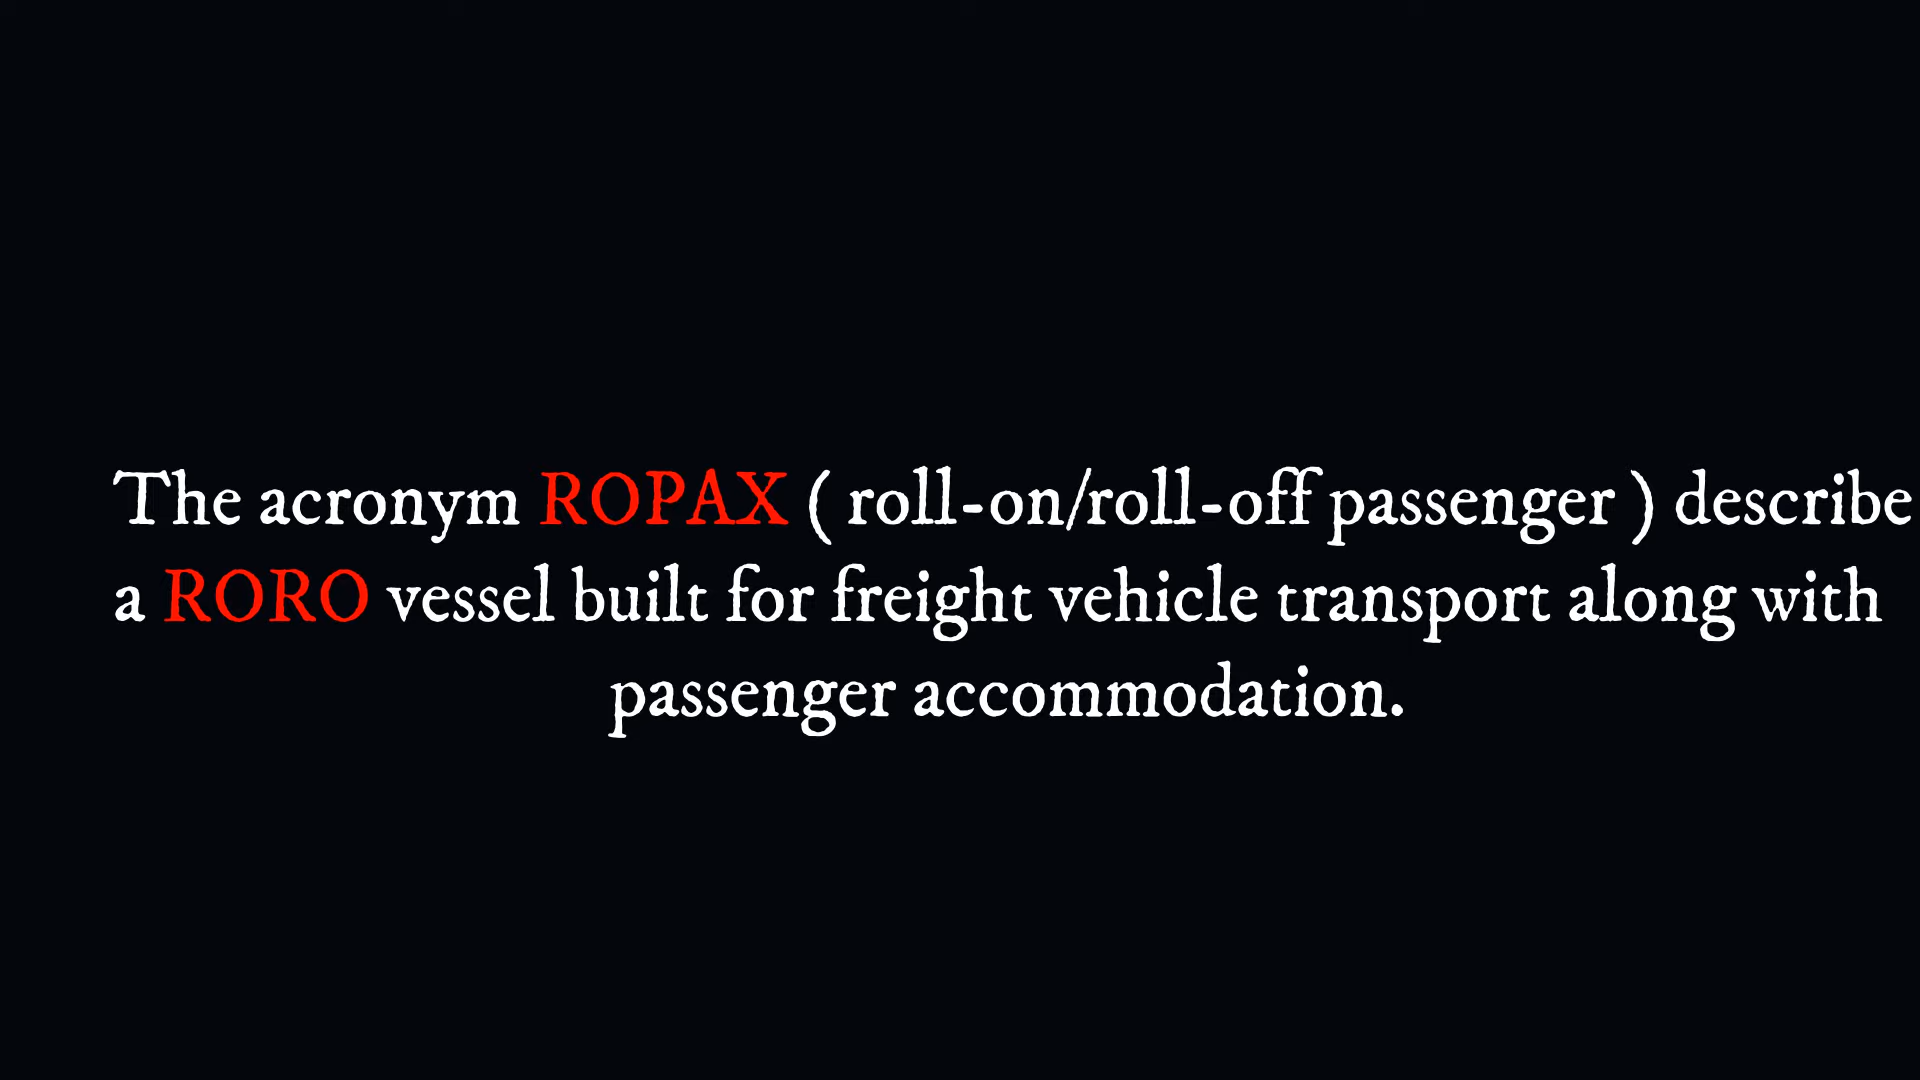 The acronym ROPAX ( roll-on/roll-off passenger ) describe
a RORO vessel built for freight vehicle transport along with
passenger accommodation.